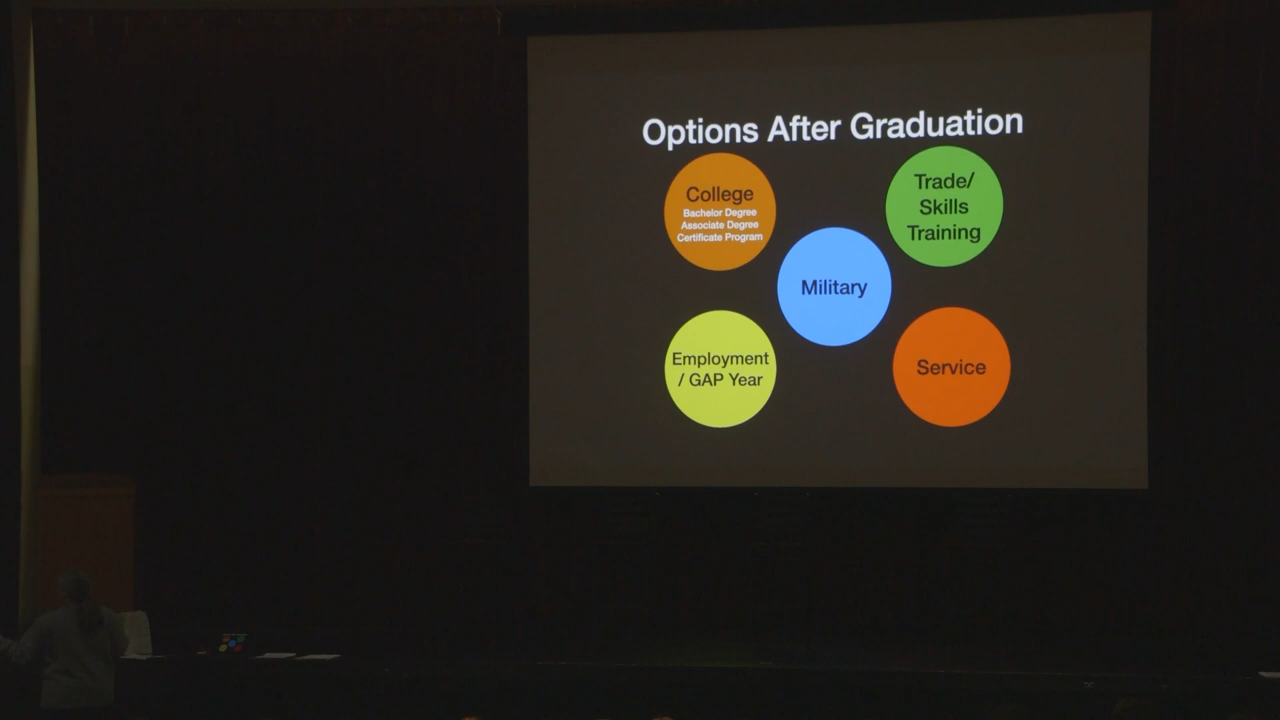 Options After Graduation
College
Bachelor Degree
Associate Degree
Certificate Program
Trade/
Skills
Training
Military
Employment
/ GAP Year
Service